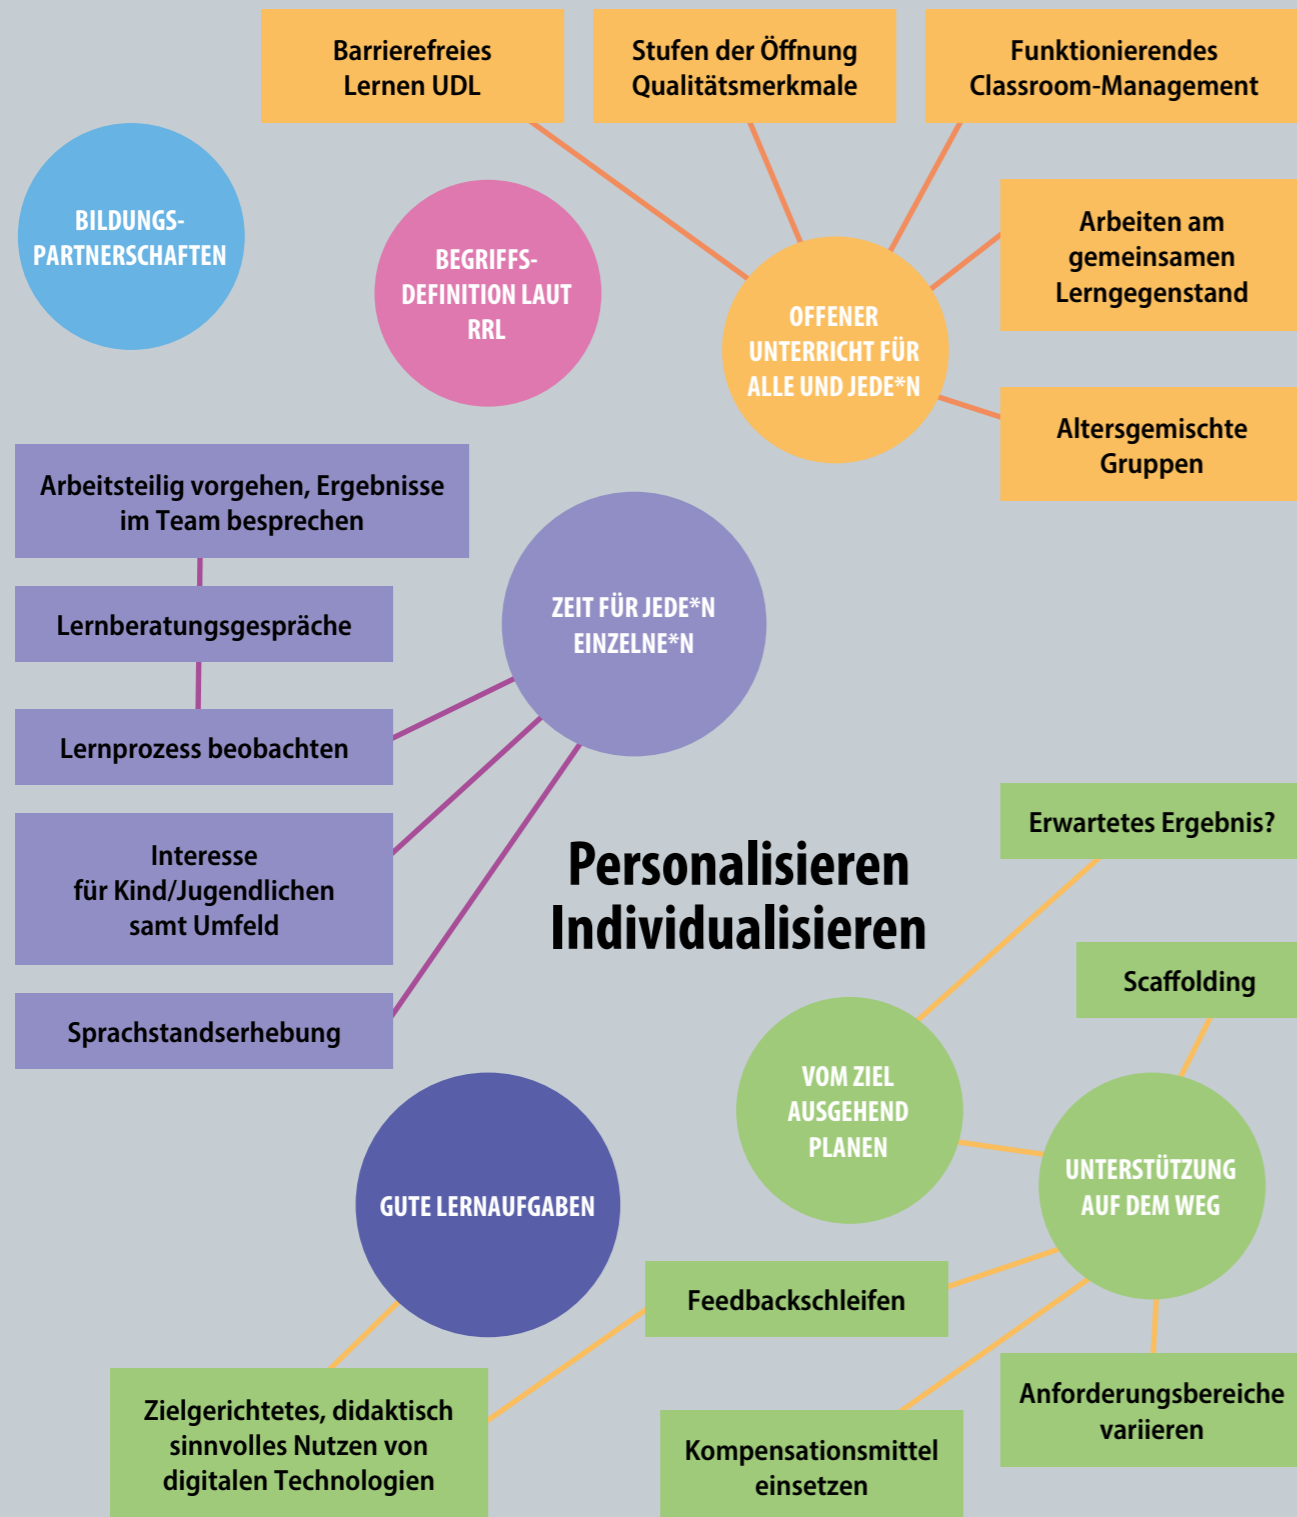 Barrierefreies
Lernen UDL
Stufen der Öffnung
Qualitätsmerkmale
Funktionierendes
Classroom-Management
BILDUNGS-
PARTNERSCHAFTEN
BEGRIFFS-
DEFINITION LAUT
RRL
OFFENER
UNTERRICHT FÜR
ALLE UND JEDE*N
Arbeiten am
gemeinsamen
Lerngegenstand
Altersgemischte
Gruppen
Arbeitsteilig vorgehen, Ergebnisse
im Team besprechen
Lernberatungsgespräche
Lernprozess beobachten
Interesse
für Kind/Jugendlichen
samt Umfeld
Sprachstandserhebung
ZEIT FÜR JEDE*N
EINZELNE*N
Personalisieren
Individualisieren
Erwartetes Ergebnis?
Scaffolding
VOM ZIEL
AUSGEHEND
PLANEN
UNTERSTÜTZUNG
AUF DEM WEG
GUTE LERNAUFGABEN
Feedbackschleifen
Zielgerichtetes, didaktisch
sinnvolles Nutzen von
digitalen Technologien
Kompensationsmittel
einsetzen
Anforderungsbereiche
variieren